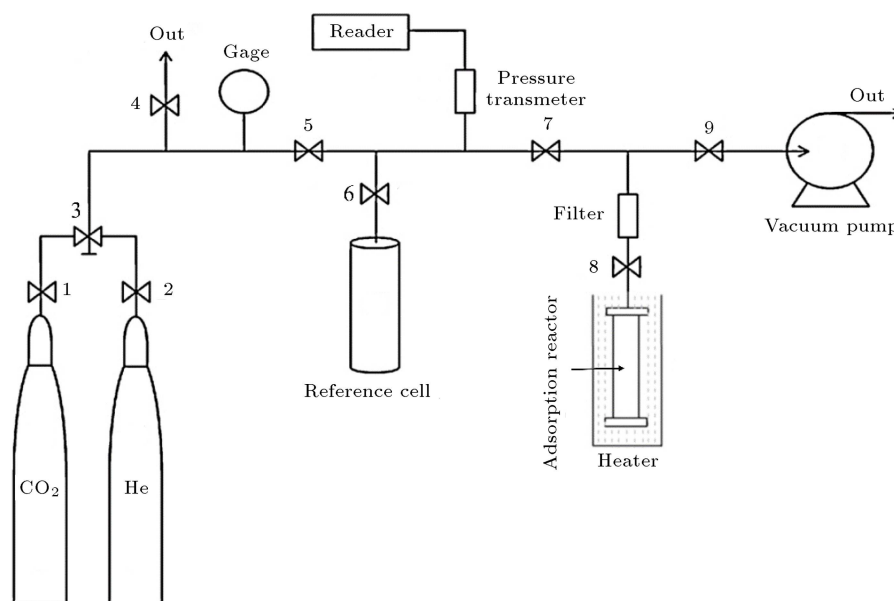 Out
Gage
Reader
Pressure
transmeter
4
5
7
9
Out
6
3
Filter
Vacuum pump
8
1
2
Adsorption reactor
Reference cell
Heater
CO₂
He